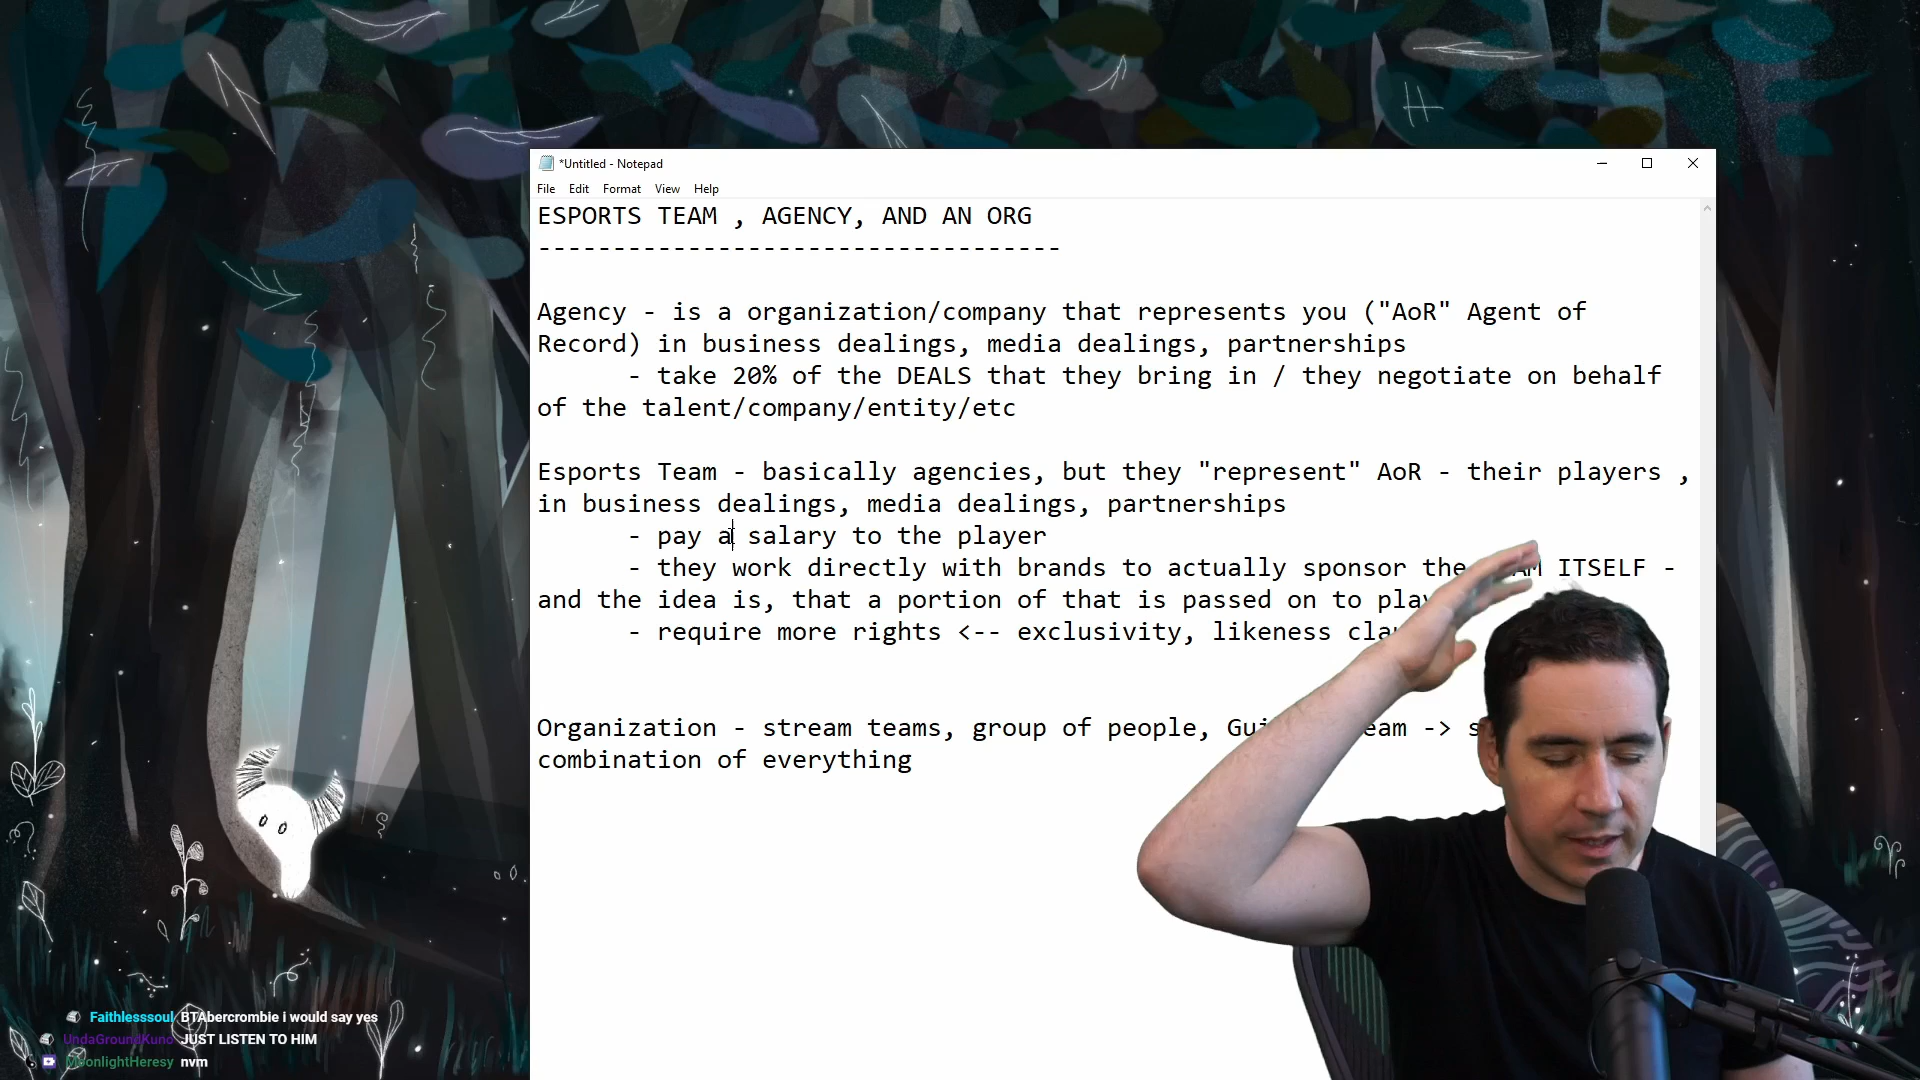 *Untitled - Notepad
File Edit Format View Help
ESPORTS TEAM , AGENCY, AND AN ORG
-----------------------------------
Agency - is a organization/company that represents you ("AoR" Agent of
Record) in business dealings, media dealings, partnerships
- take 20% of the DEALS that they bring in / they negotiate on behalf
of the talent/company/entity/etc
Esports Team - basically agencies, but they "represent" AoR - their players ,
in business dealings, media dealings, partnerships
- pay a salary to the player
- they work directly with brands to actually sponsor the ITSELF -
and the idea is, that a portion of that is passed on to
- require more rights <-- exclusivity, likeness
Organization - stream teams, group of people, ->
combination of everything
Faithlesssoul BTAbercrombie i would say yes
UndaGroundKuno JUST LISTEN TO HIM
MoonlightHeresy nvm